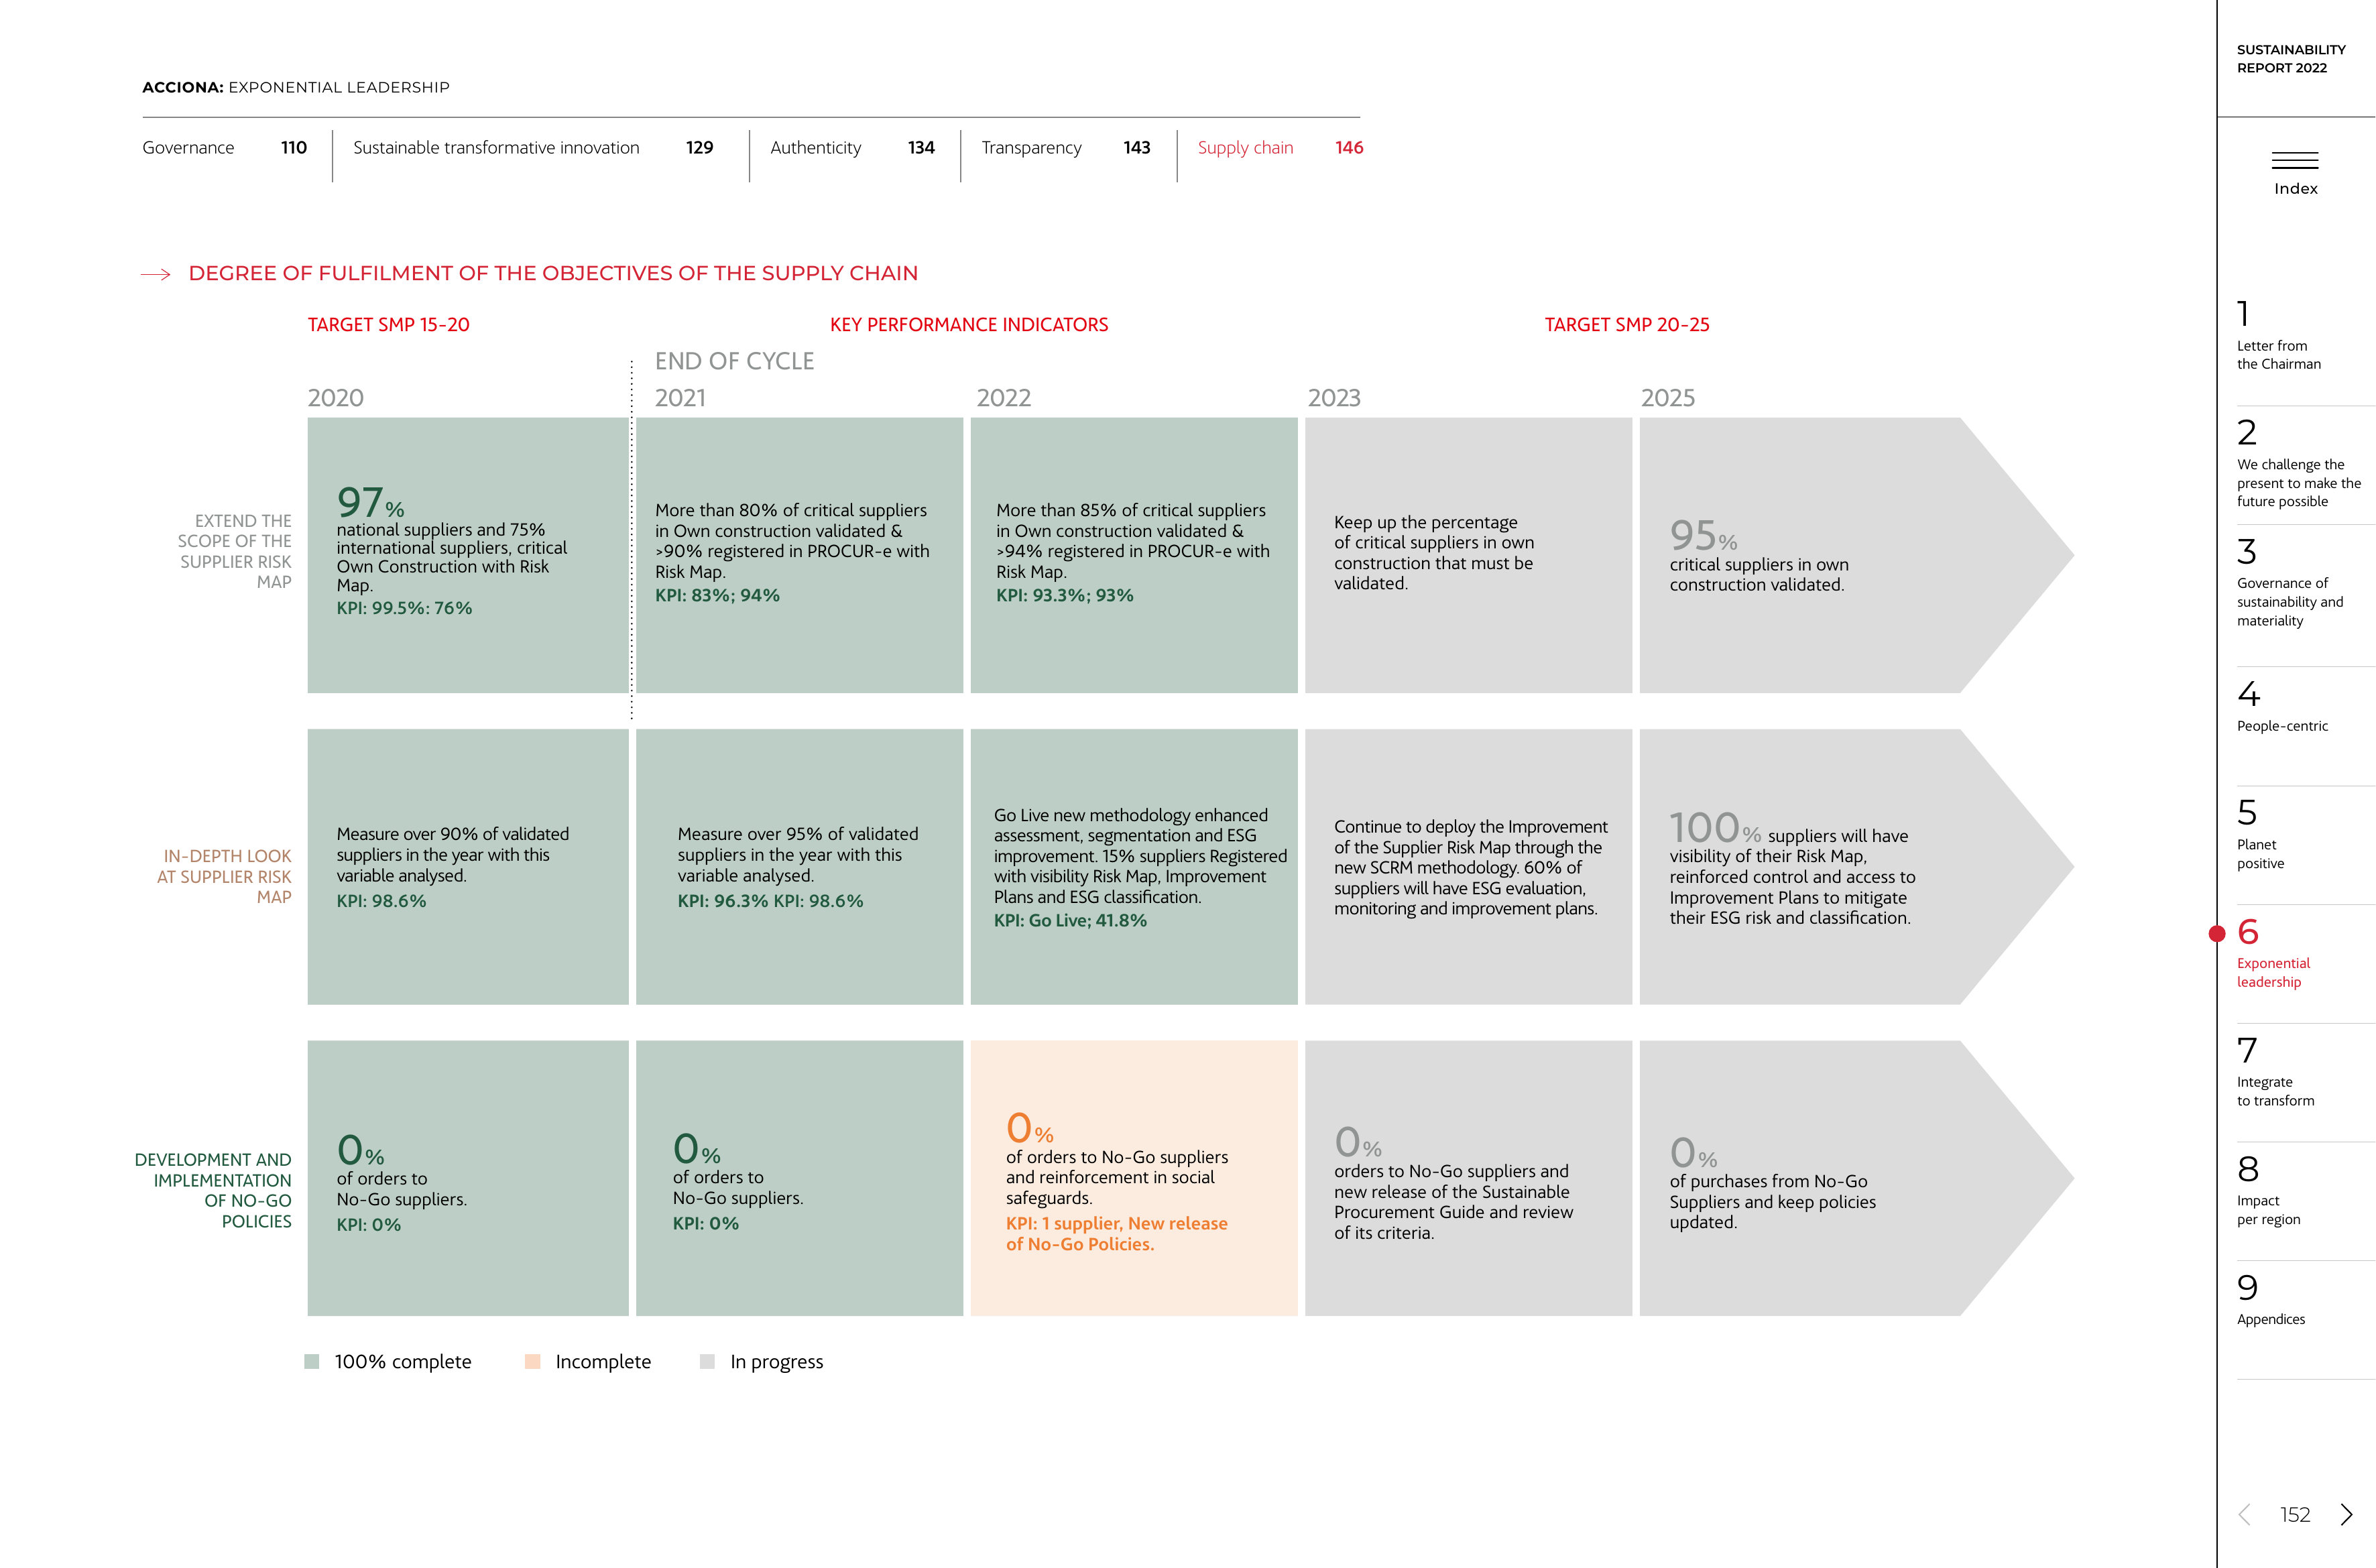 ACCIONA: EXPONENTIAL LEADERSHIP
Governance 110
Sustainable transformative innovation 129
Authenticity 134
Transparency 143
Supply chain 146
DEGREE OF FULFILMENT OF THE OBJECTIVES OF THE SUPPLY CHAIN
TARGET SMP 15-20
KEY PERFORMANCE INDICATORS
TARGET SMP 20-25
END OF CYCLE
2020
2021
2022
2023
2025
EXTEND THE
SCOPE OF THE
SUPPLIER RISK
MAP
97%
national suppliers and 75%
international suppliers, critical
Own Construction with Risk
Map.
KPI: 99.5%: 76%
More than 80% of critical suppliers
in Own construction validated &
>90% registered in PROCUR-e with
Risk Map.
KPI: 83%; 94%
More than 85% of critical suppliers
in Own construction validated &
>94% registered in PROCUR-e with
Risk Map.
KPI: 93.3%; 93%
Keep up the percentage
of critical suppliers in own
construction that must be
validated.
95%
critical suppliers in own
construction validated.
IN-DEPTH LOOK
AT SUPPLIER RISK
MAP
Measure over 90% of validated
suppliers in the year with this
variable analysed.
KPI: 98.6%
Measure over 95% of validated
suppliers in the year with this
variable analysed.
KPI: 96.3% KPI: 98.6%
Go Live new methodology enhanced
assessment, segmentation and ESG
improvement. 15% suppliers Registered
with visibility Risk Map, Improvement
Plans and ESG classification.
KPI: Go Live; 41.8%
Continue to deploy the Improvement
of the Supplier Risk Map through the
new SCRM methodology. 60% of
suppliers will have ESG evaluation,
monitoring and improvement plans.
100% suppliers will have
visibility of their Risk Map,
reinforced control and access to
Improvement Plans to mitigate
their ESG risk and classification.
DEVELOPMENT AND
IMPLEMENTATION
OF NO-GO
POLICIES
0%
of orders to
No-Go suppliers.
KPI: 0%
0%
of orders to
No-Go suppliers.
KPI: 0%
0%
of orders to No-Go suppliers
and reinforcement in social
safeguards.
KPI: 1 supplier, New release
of No-Go Policies.
0%
orders to No-Go suppliers and
new release of the Sustainable
Procurement Guide and review
of its criteria.
0%
of purchases from No-Go
Suppliers and keep policies
updated.
100% complete
Incomplete
In progress
SUSTAINABILITY
REPORT 2022
Index
1
Letter from
the Chairman
2
We challenge the
present to make the
future possible
3
Governance of
sustainability and
materiality
4
People-centric
5
Planet
positive
6
Exponential
leadership
7
Integrate
to transform
8
Impact
per region
9
Appendices
152